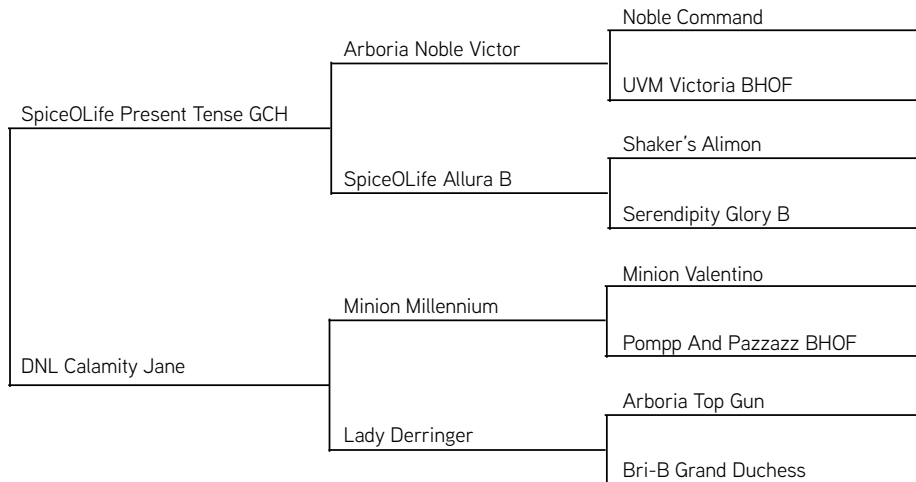 Noble Command
Arboria Noble Victor
UVM Victoria BHOF
SpiceOLife Present Tense GCH
Shaker's Alimon
SpiceOLife Allura B
Serendipity Glory B
Minion Valentino
Minion Millennium
Pompp And Pazzazz BHOF
DNL Calamity Jane
Arboria Top Gun
Lady Derringer
Bri-B Grand Duchess